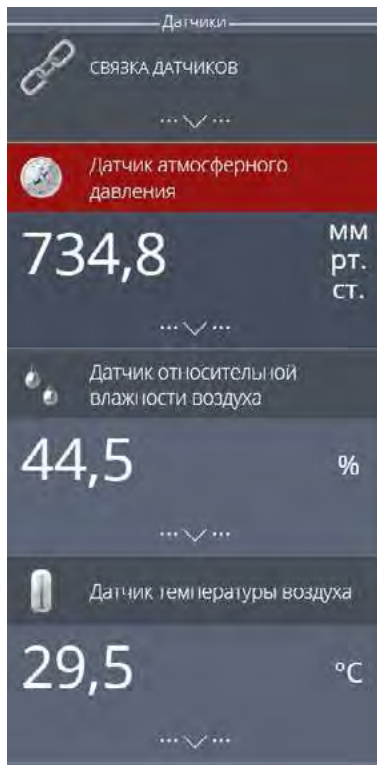 Датчики
СВЯЗКА ДАТЧИКОВ
Датчик атмосферного
давления
734,8
мм
рт.
ст.
Датчик относительной
влажности воздуха
44,5
%
Датчик температуры воздуха
29,5
°C